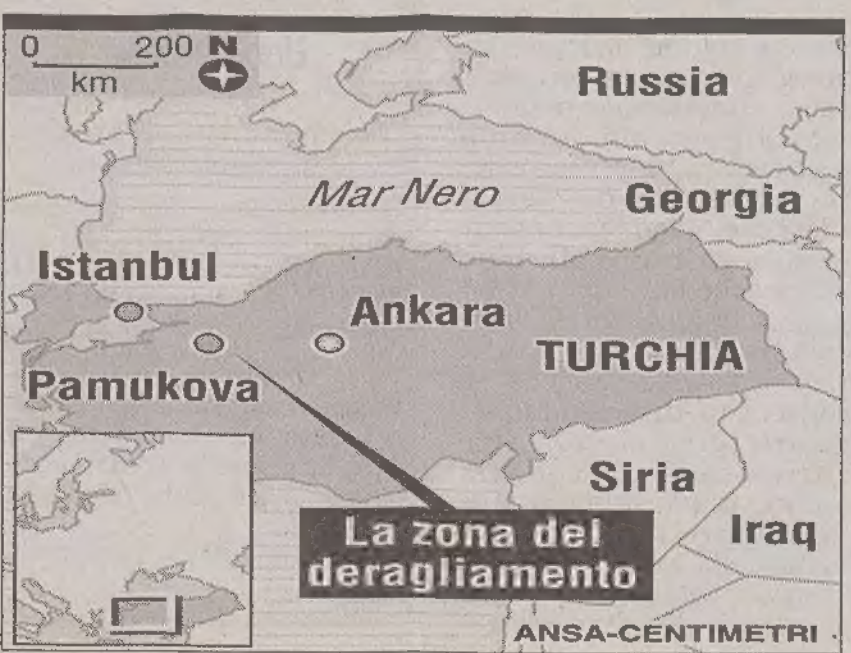 0 200 N
km
Russia
Mar Nero
Georgia
Istanbul
Ankara
TURCHIA
Pamukova
Siria
Iraq
La zona del
deragliamento
ANSA-CENTIMETRI